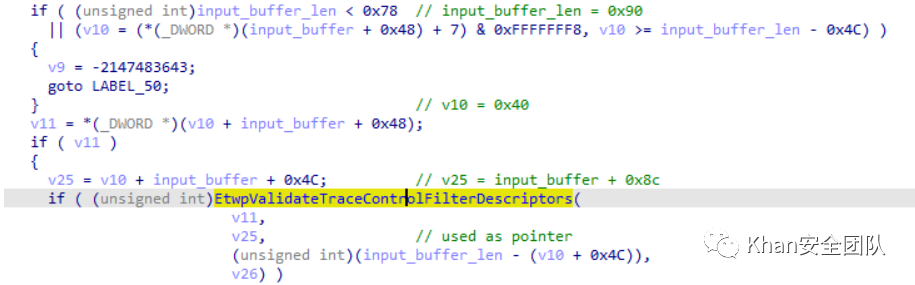 if ( (unsigned int)input_buffer_len < 0x78 // input_buffer_len = 0x90
|| (v10 = (*(_DWORD *)(input_buffer + 0x48) + 7) & 0xFFFFFFF8, v10 >= input_buffer_len - 0x4C) )
{
v9 = -2147483643;
goto LABEL_50;
} // v10 = 0x40
v11 = *(_DWORD *)(v10 + input_buffer + 0x48);
if ( v11 )
{
v25 = v10 + input_buffer + 0x4C; // v25 = input_buffer + 0x8c
if ( (unsigned int)EtwpValidateTraceControlFilterDescriptors(
v11,
v25, // used as pointer
(unsigned int)(input_buffer_len - (v10 + 0x4C)),
v26) )
Khan安全团队